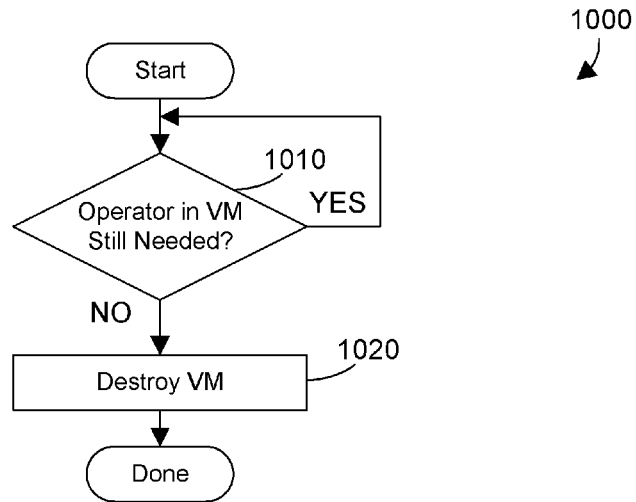 1000
Start
1010
Operator in VM
Still Needed?
YES
NO
1020
Destroy VM
Done